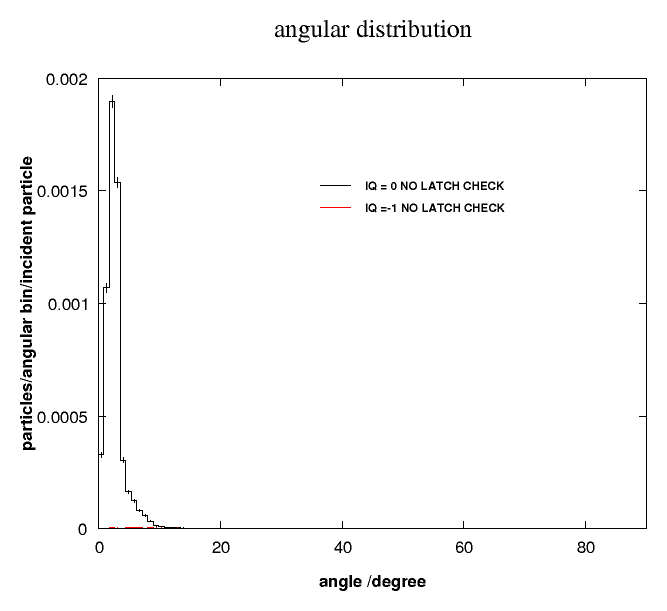 angular distribution
particles/angular bin/incident particle
0.002
0.0015
0.001
0.0005
0
IQ = 0 NO LATCH CHECK
IQ =-1 NO LATCH CHECK
0 20 40 60 80
angle /degree